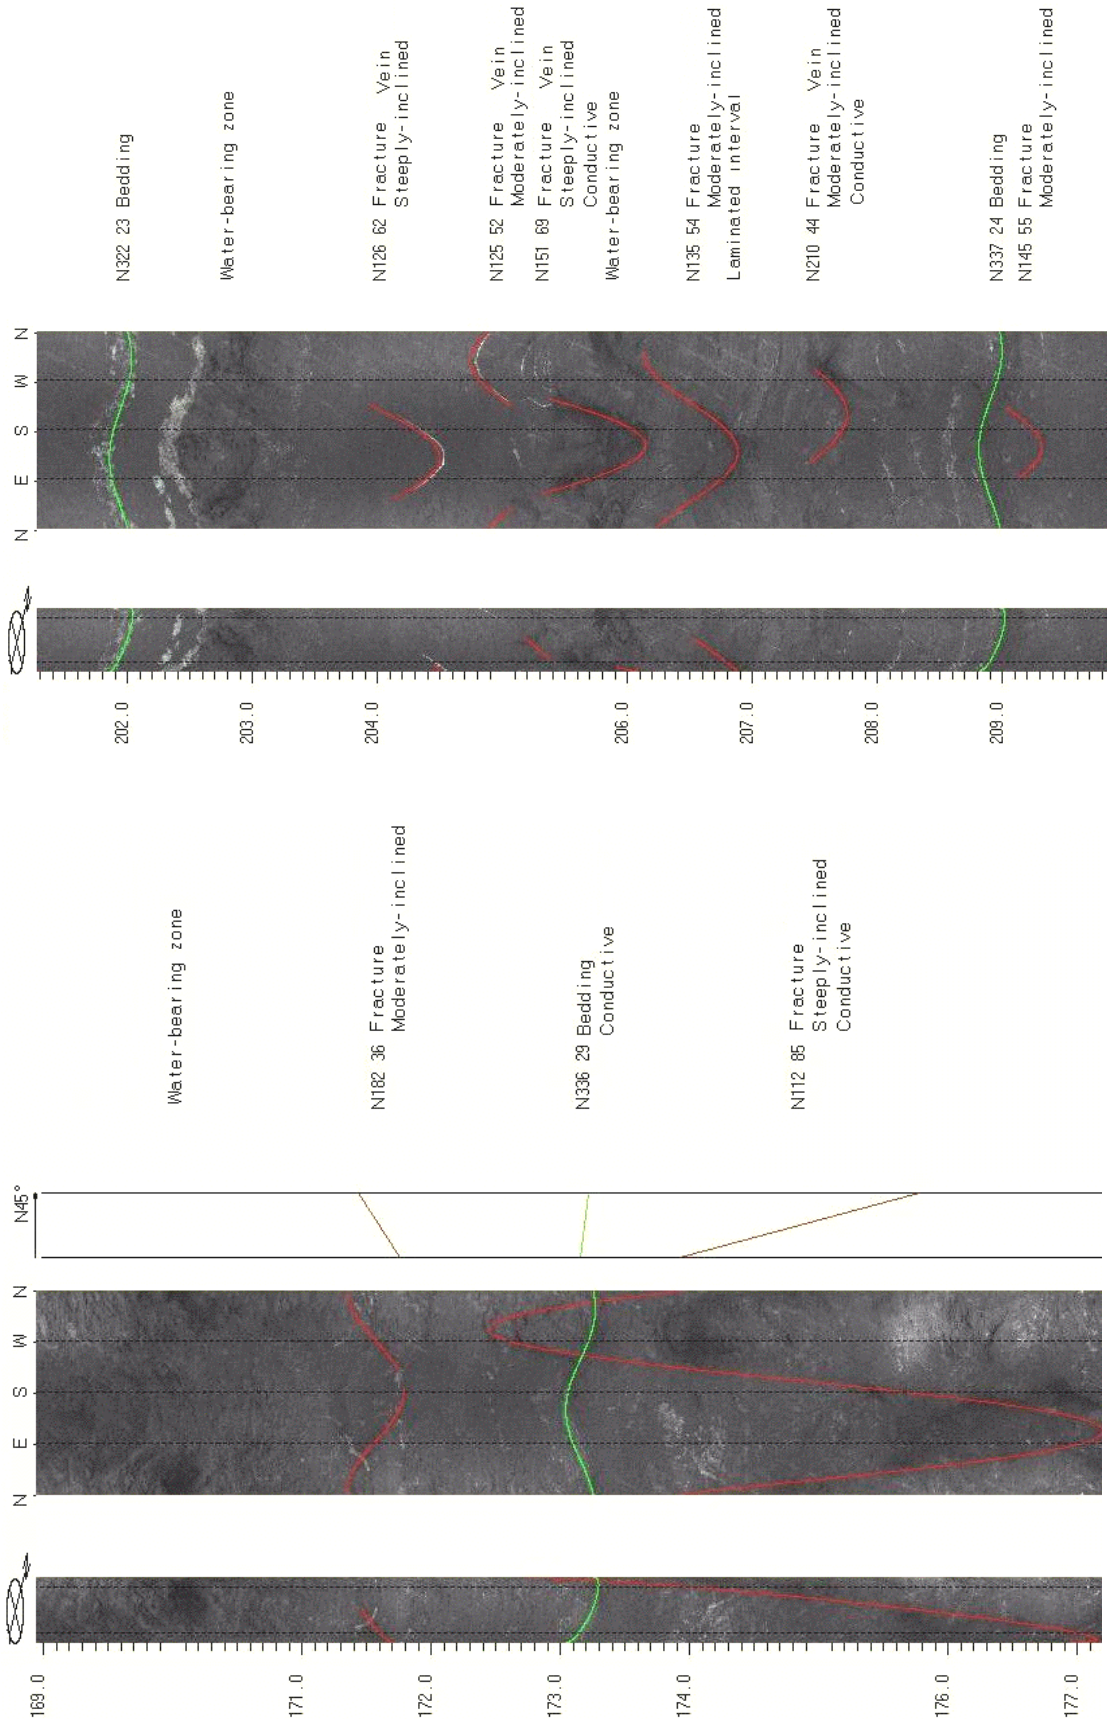 N322 23 Bedding
Water-bearing zone
N126 62 Fracture Vein
Steeply-inclined
N125 52 Fracture Vein
Moderately-inclined
N151 69 Fracture Vein
Steeply-inclined
Conductive
Water-bearing zone
N135 54 Fracture
Moderately-inclined
Laminated interval
N210 44 Fracture Vein
Moderately-inclined
Conductive
N337 24 Bedding
N145 55 Fracture
Moderately-inclined
N E S W N
202.0
203.0
204.0
206.0
207.0
208.0
209.0
Water-bearing zone
N182 36 Fracture
Moderately-inclined
N336 29 Bedding
Conductive
N112 85 Fracture
Steeply-inclined
Conductive
N45°
N E S W N
169.0
171.0
172.0
173.0
174.0
176.0
177.0